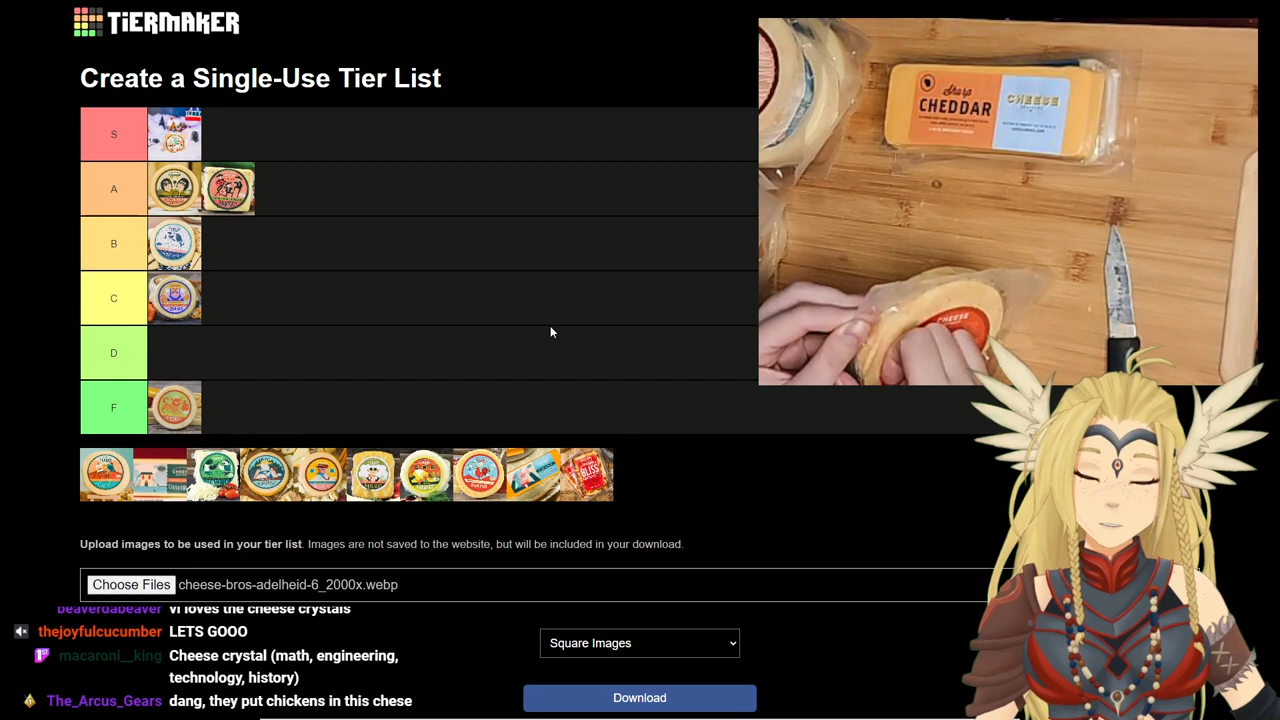 TIERMAKER
Create a Single-Use Tier List
S
A
B
C
D
F
Sharp
CHEDDAR
CHEESE
CHEESE
Upload images to be used in your tier list. Images are not saved to the website, but will be included in your download.
Choose Files cheese-bros-adelheid-6_2000x.webp
beaverdabeaver vi loves the cheese crystals
thejoyfulcucumber LETS GOOO
macaroni__king Cheese crystal (math, engineering,
technology, history)
The_Arcus_Gears dang, they put chickens in this chese
Square Images
Download